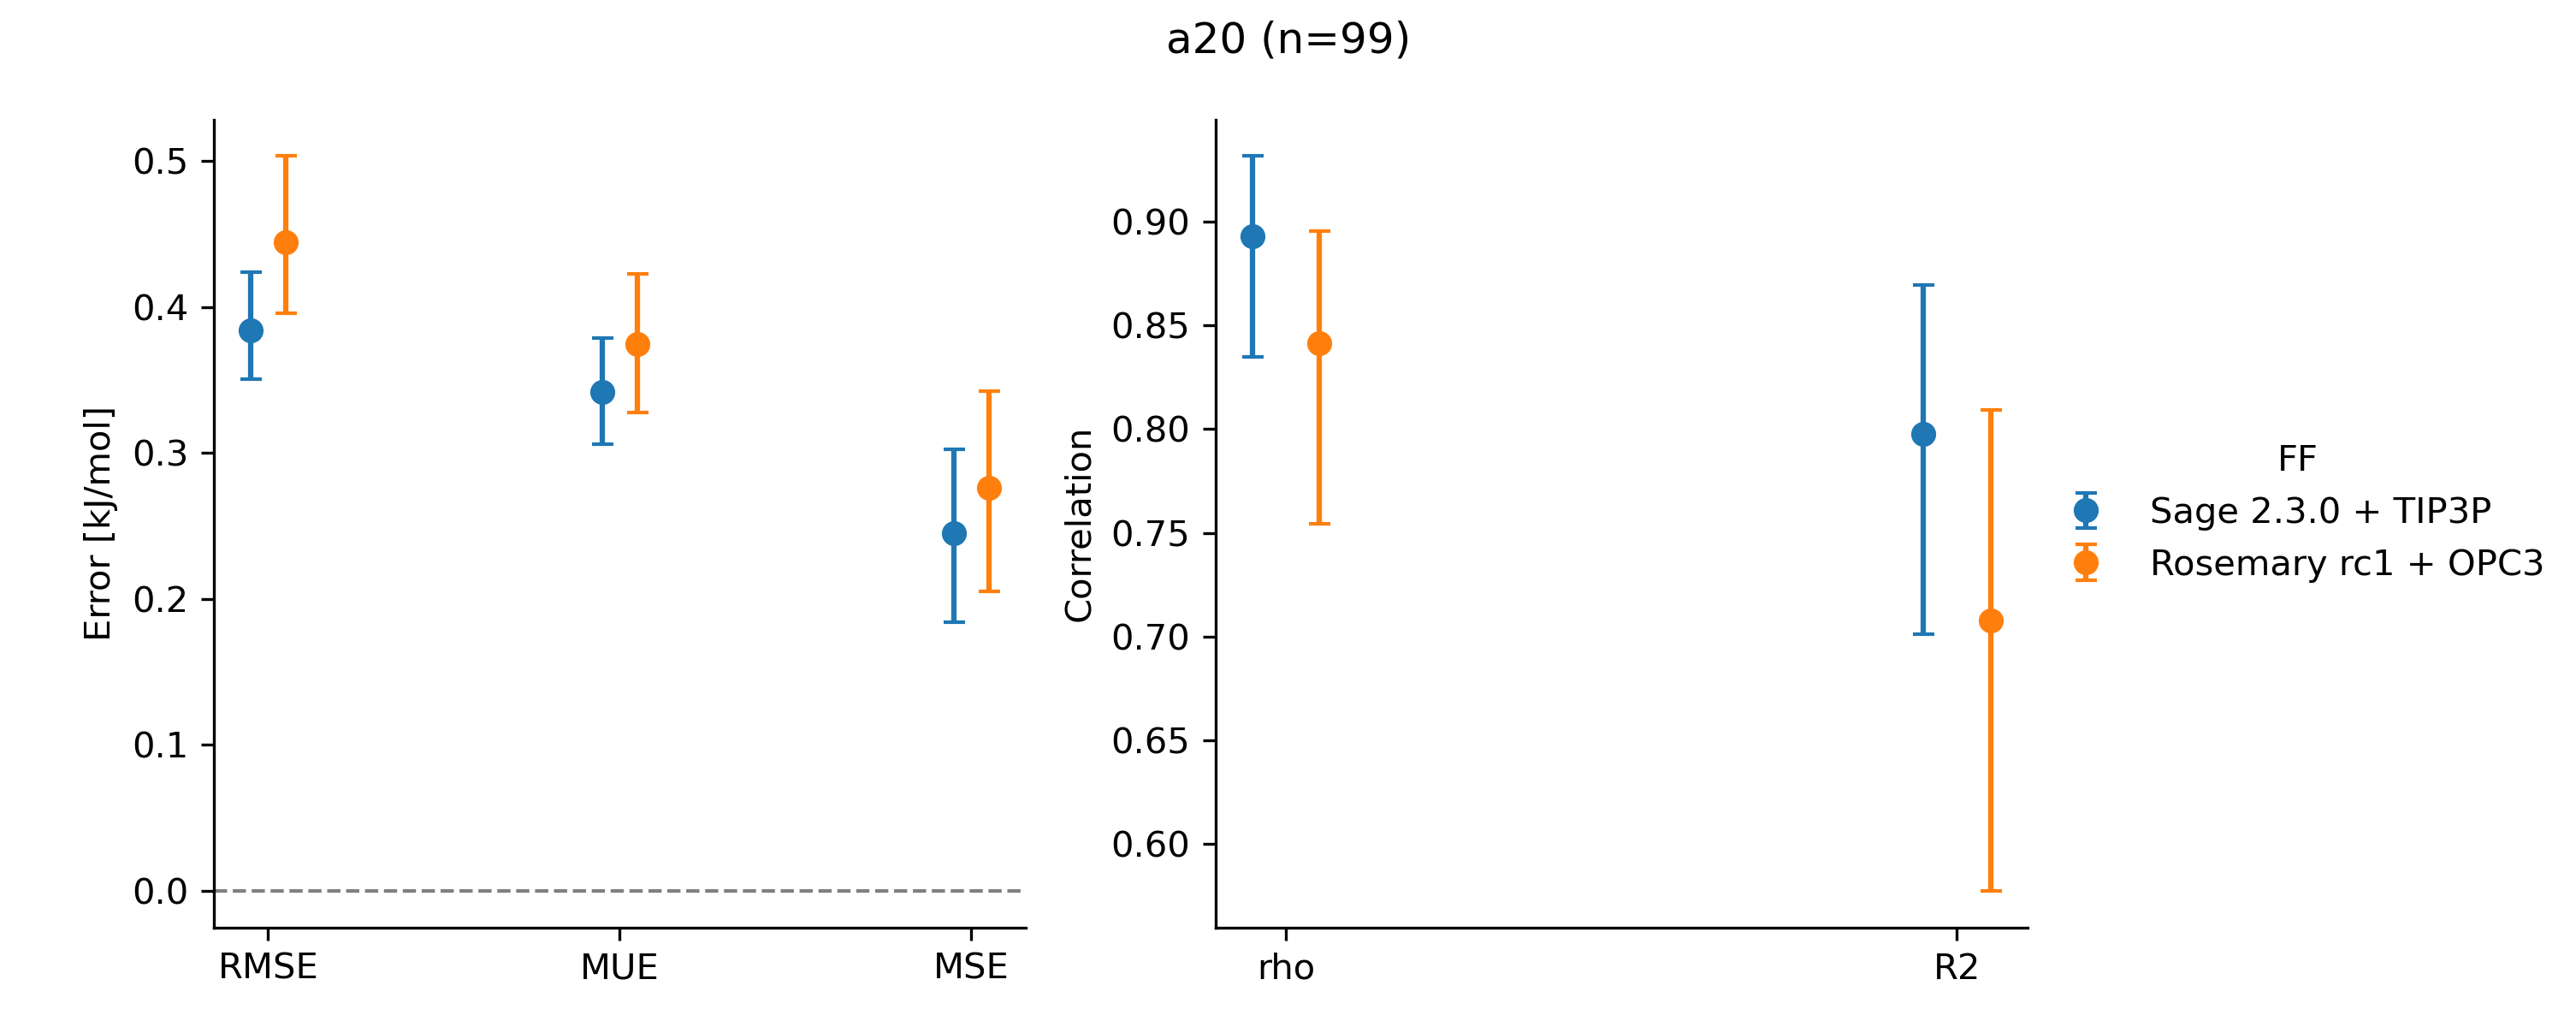 a20 (n=99)
Error [kJ/mol]
0.5
0.4
0.3
0.2
0.1
0.0
RMSE
MUE
MSE
Correlation
0.90
0.85
0.80
0.75
0.70
0.65
0.60
rho
R2
FF
Sage 2.3.0 + TIP3P
Rosemary rc1 + OPC3